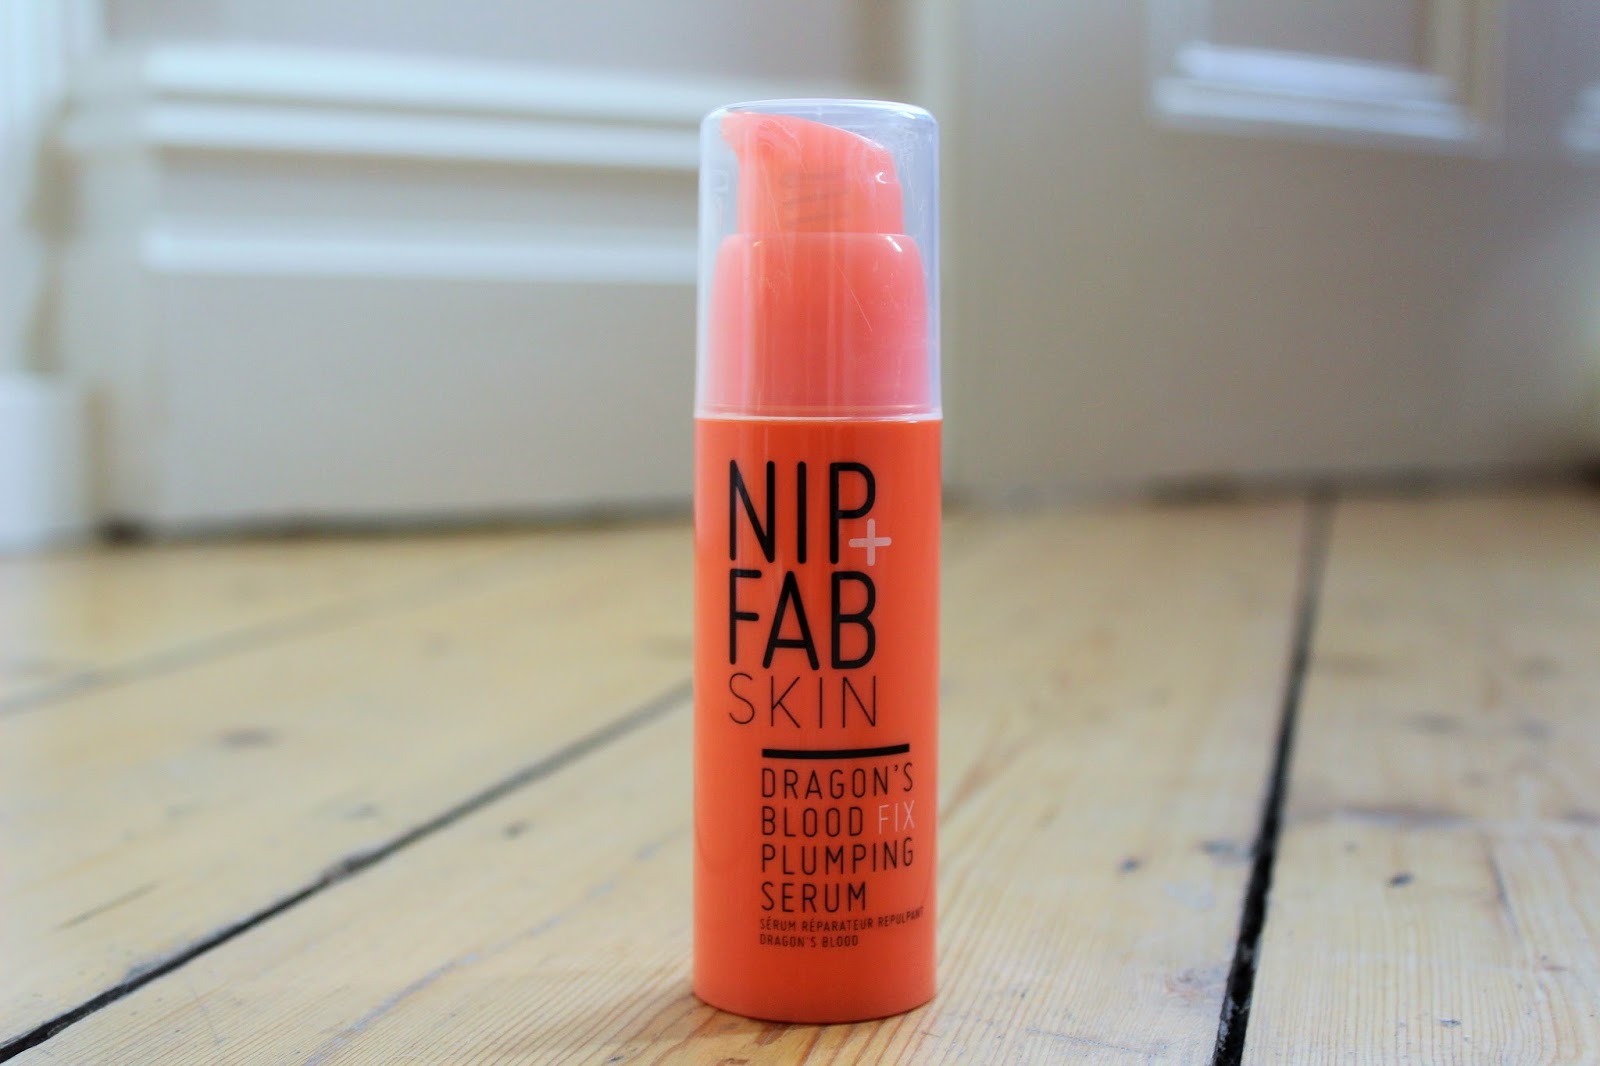 NIP+
FAB
SKIN
DRAGON'S
BLOOD FIX
PLUMPING
SERUM
SÉRUM RÉPARATEUR REPULPANT
DRAGON'S BLOOD